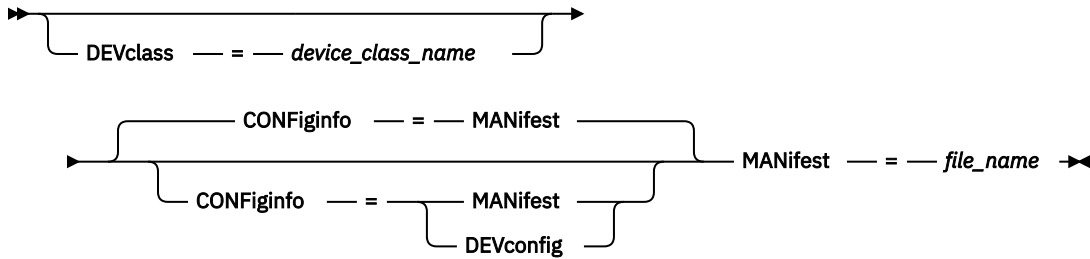 DEVclass = device_class_name
CONFiginfo = MANifest
MANifest = file_name
CONFiginfo = MANifest
DEVconfig